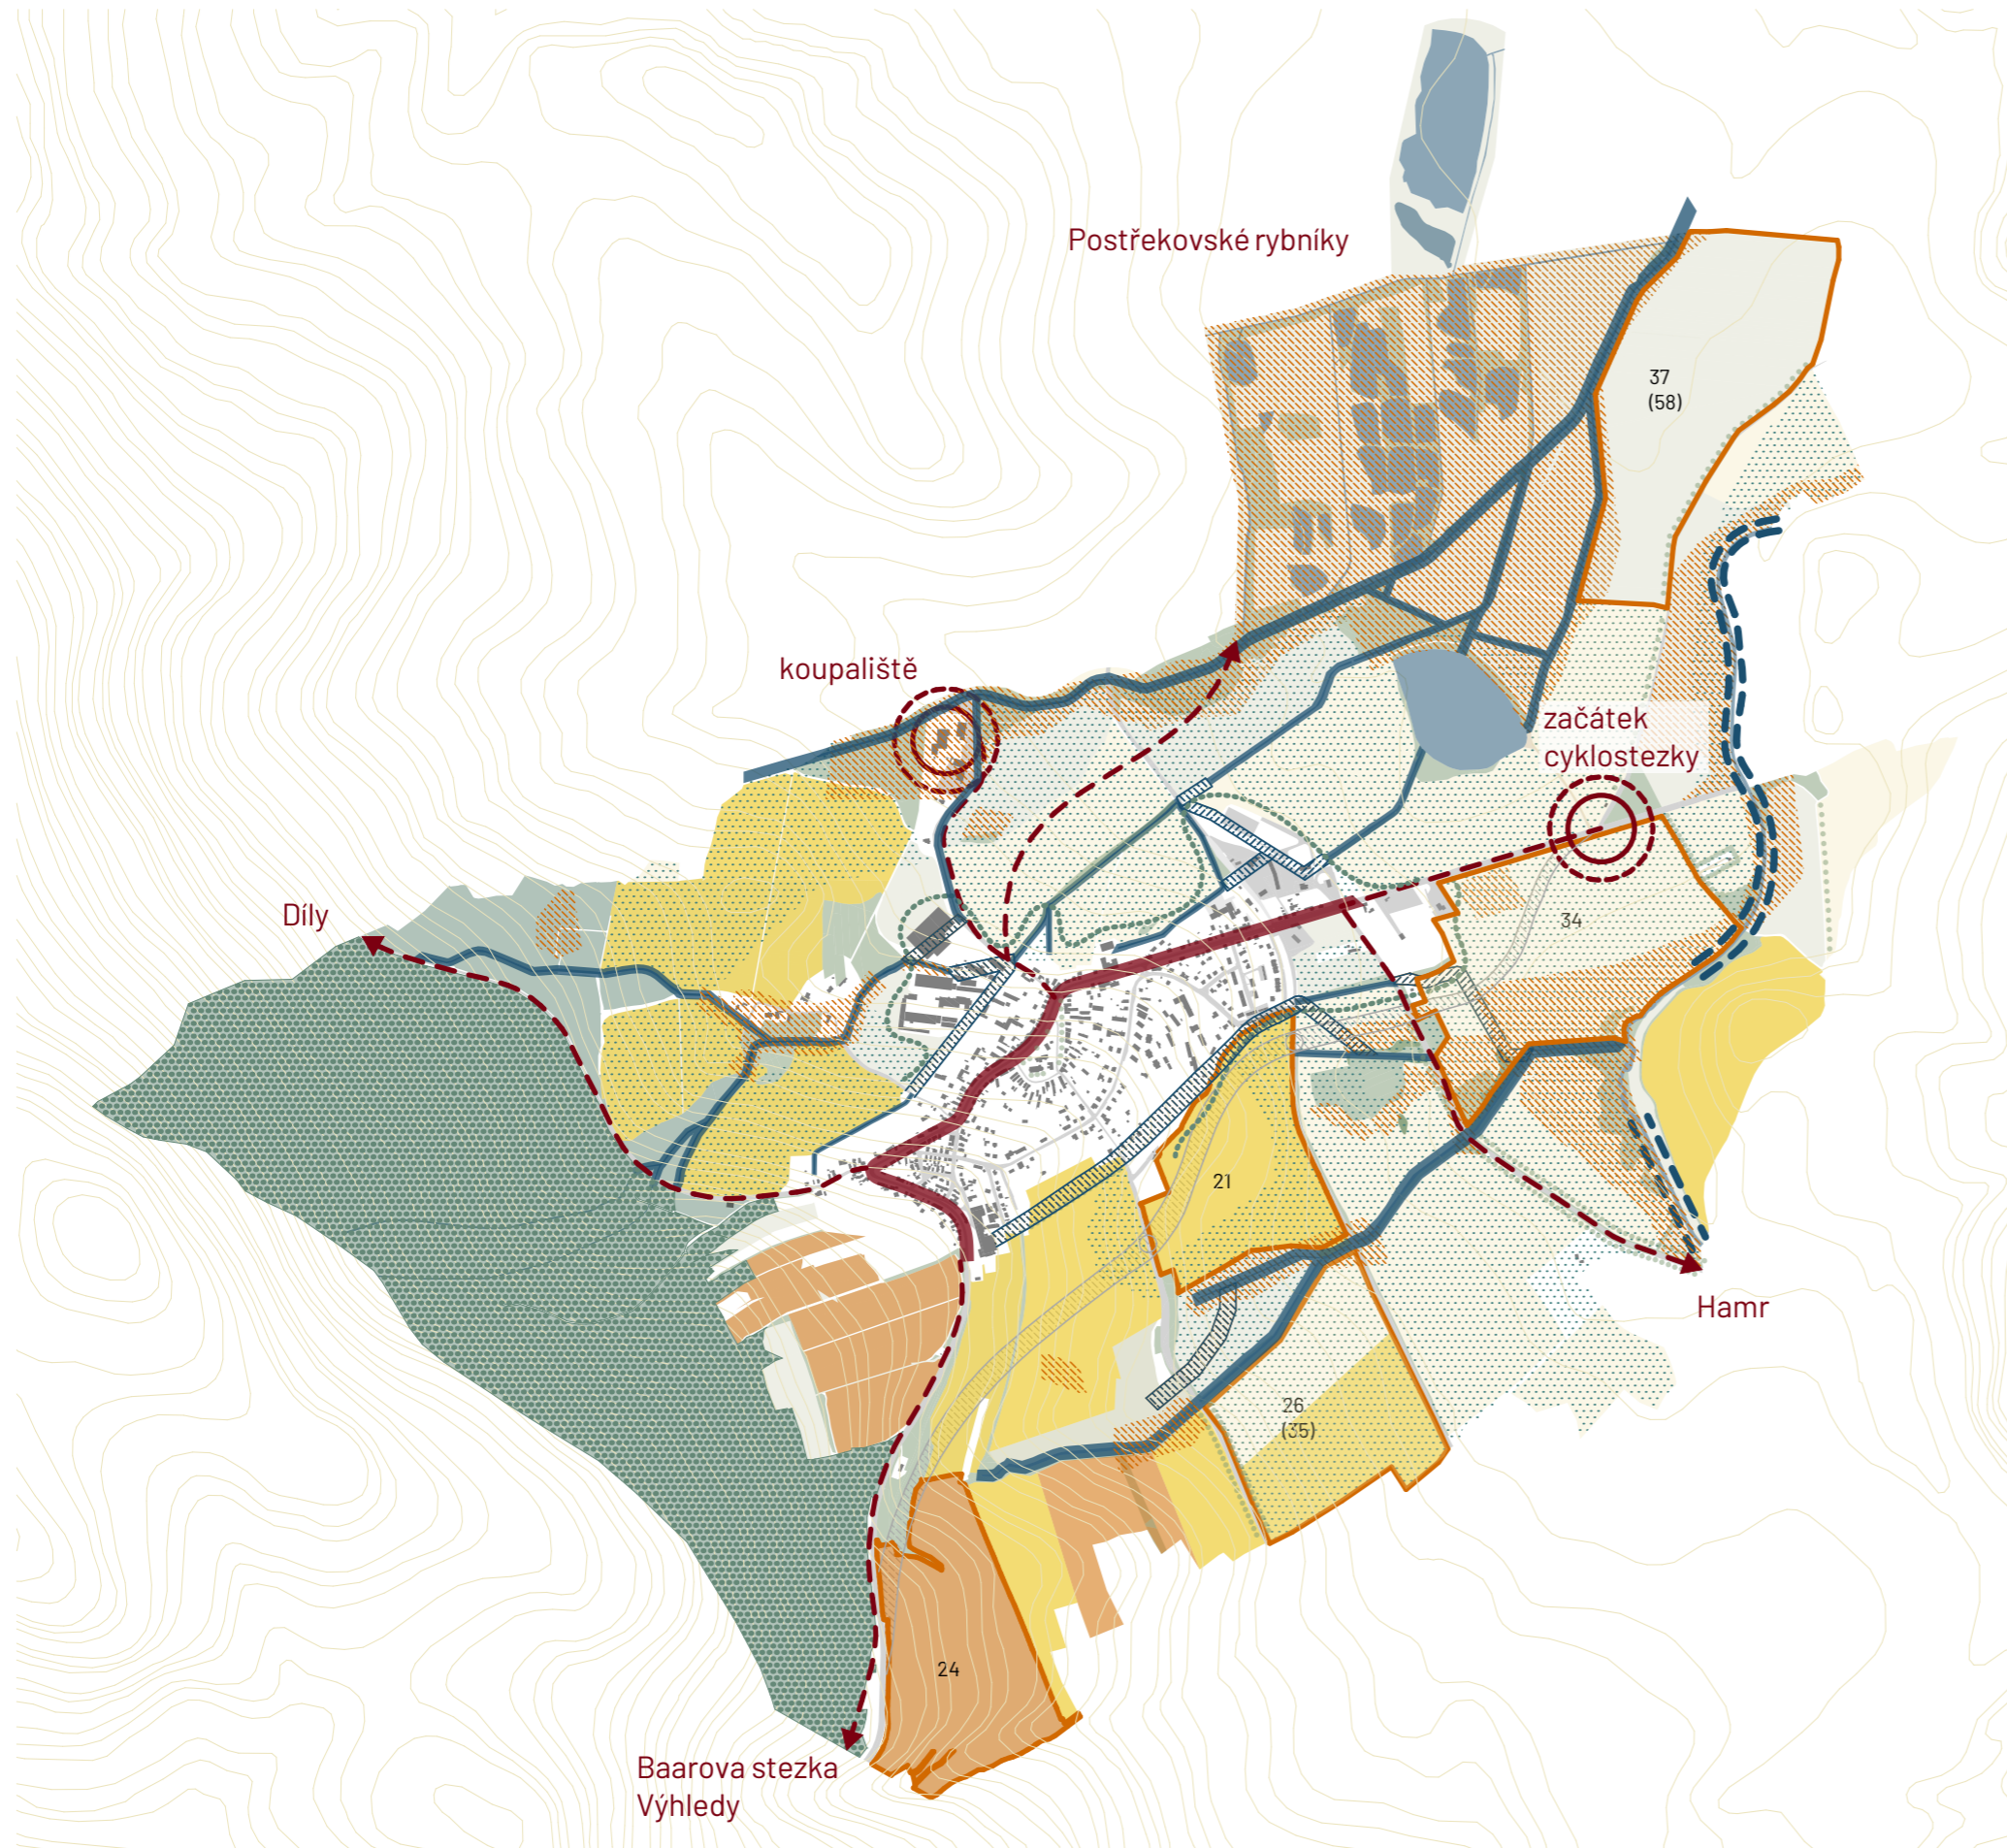 Postřekovské rybníky
37
(58)
koupaliště
začátek
cyklostezky
Díly
34
21
Hamr
26
(35)
24
Baarova stezka
Výhledy